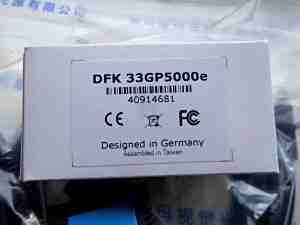 DFK 33GP5000e
40914681
CE FC
Designed in Germany
Assembled in Taiwan